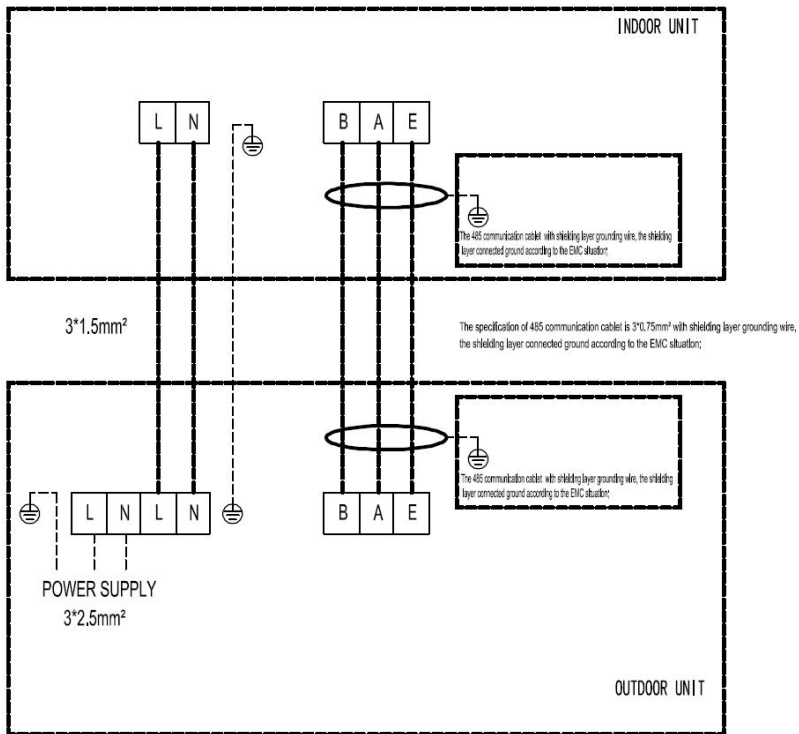 INDOOR UNIT
L N
B A E
The 485 communication cablet with shielding layer grounding wire, the shielding
layer connected ground according to the EMC situation;
3*1.5mm²
The specification of 485 communication cablet is 3*0.75mm² with shielding layer grounding wire,
the shielding layer connected ground according to the EMC situation;
The 485 communication cablet with shielding layer grounding wire, the shielding
layer connected ground according to the EMC situation;
L N L N
B A E
POWER SUPPLY
3*2.5mm²
OUTDOOR UNIT